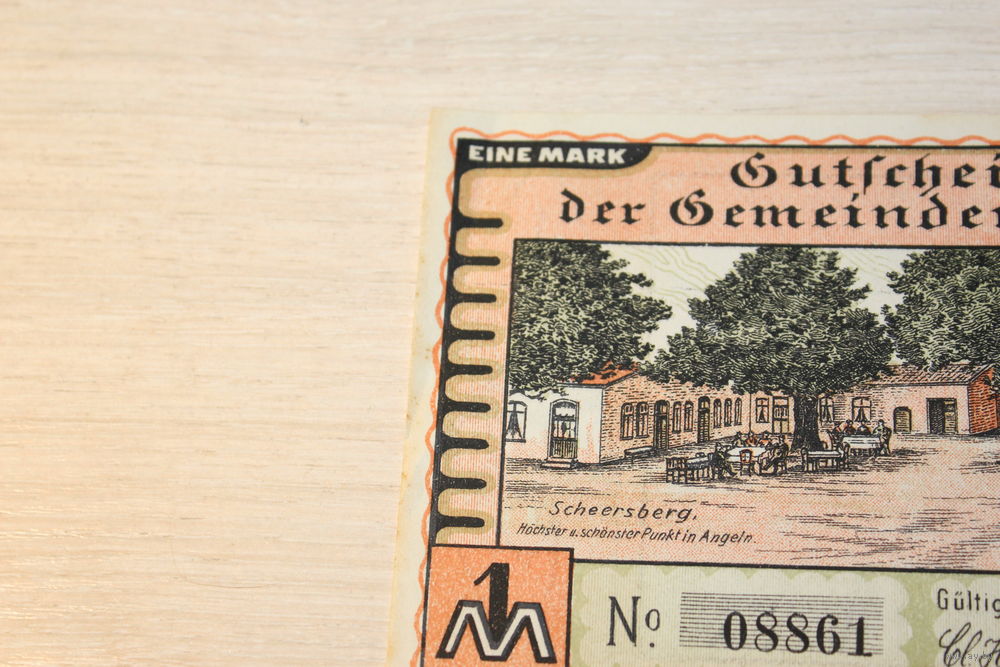 EINE MARK
Gutſchei
der Gemeinde
Scheersberg,
Höchster u. schönster Punkt in Angeln.
1
M
No. 08861
Gültig